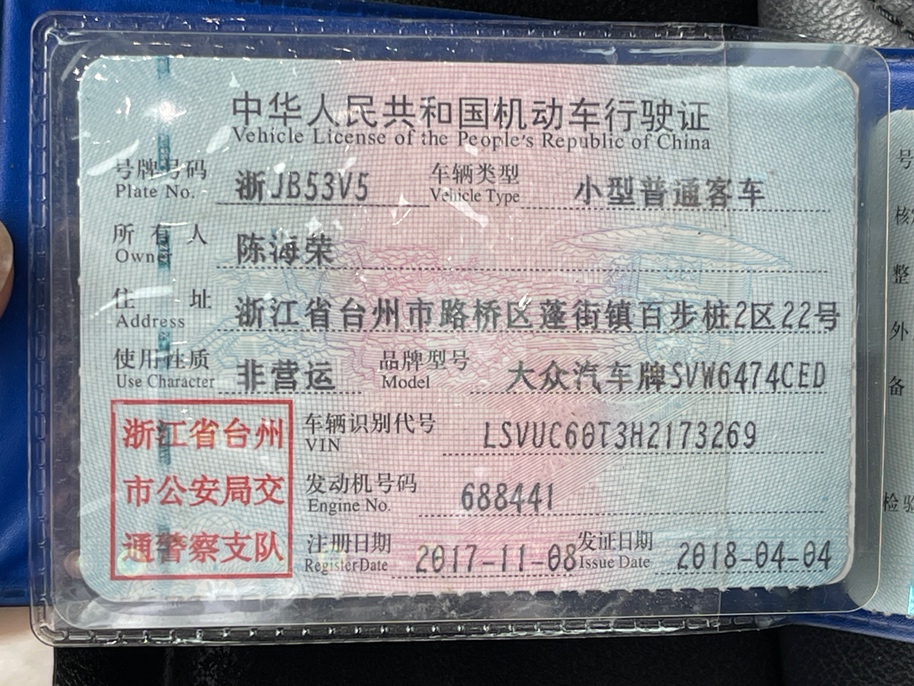 中华人民共和国机动车行驶证
Vehicle License of the People's Republic of China
号牌号码 浙JB53V5 车辆类型 小型普通客车
Plate No. Vehicle Type
所有人 陈海荣
Owner
住址 浙江省台州市路桥区蓬街镇百步桩2区22号
Address
使用性质 非营运 品牌型号 大众汽车牌SVW6474CED
Use Character Model
浙江省台州
市公安局交
通警察支队
车辆识别代号 LSVUC60T3H2173269
VIN
发动机号码 688441
Engine No.
注册日期 2017-11-08 发证日期 2018-04-04
Register Date Issue Date
号
核
整
外
备
检验